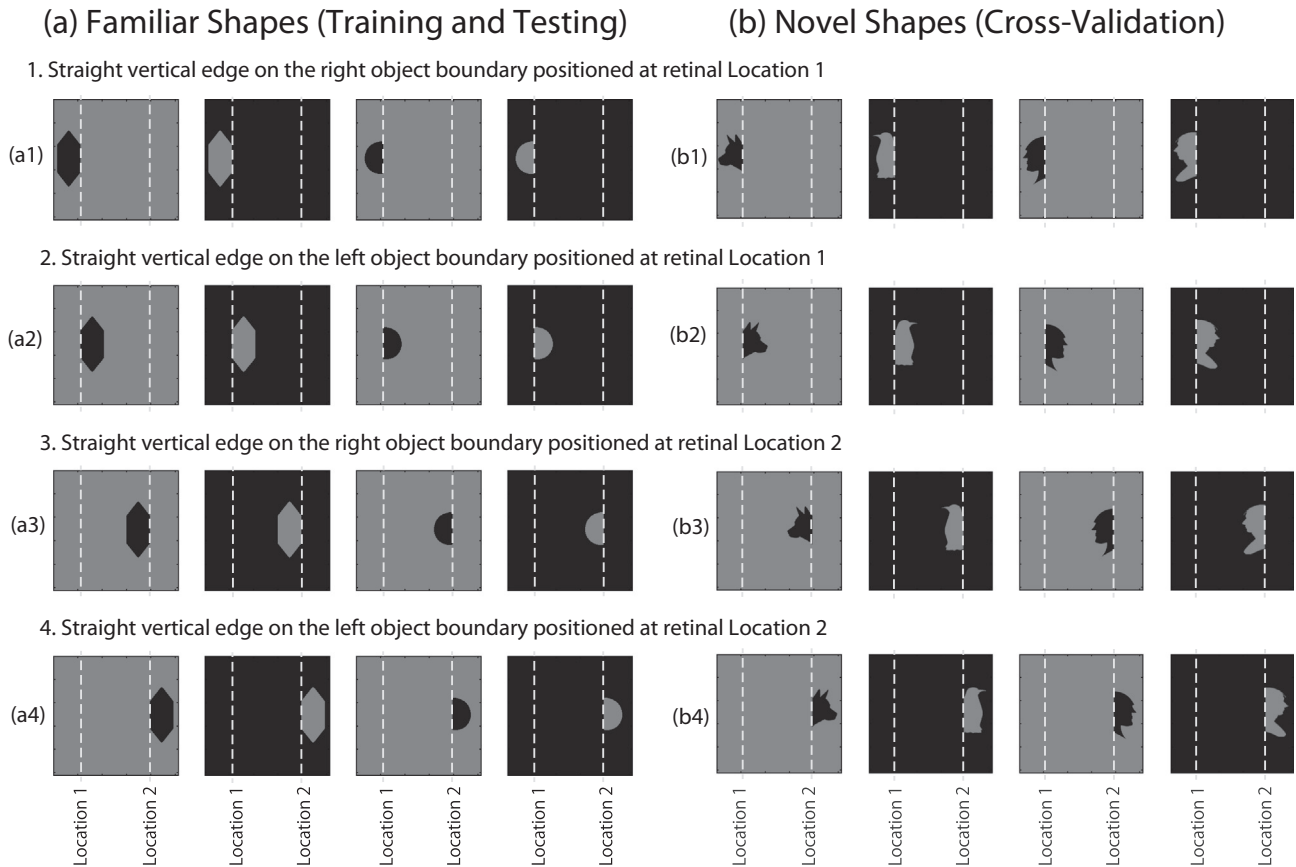 (a) Familiar Shapes (Training and Testing)
(b) Novel Shapes (Cross-Validation)
1. Straight vertical edge on the right object boundary positioned at retinal Location 1
(a1)
(b1)
2. Straight vertical edge on the left object boundary positioned at retinal Location 1
(a2)
(b2)
3. Straight vertical edge on the right object boundary positioned at retinal Location 2
(a3)
(b3)
4. Straight vertical edge on the left object boundary positioned at retinal Location 2
(a4)
(b4)
Location 1
Location 2
Location 1
Location 2
Location 1
Location 2
Location 1
Location 2
Location 1
Location 2
Location 1
Location 2
Location 1
Location 2
Location 1
Location 2